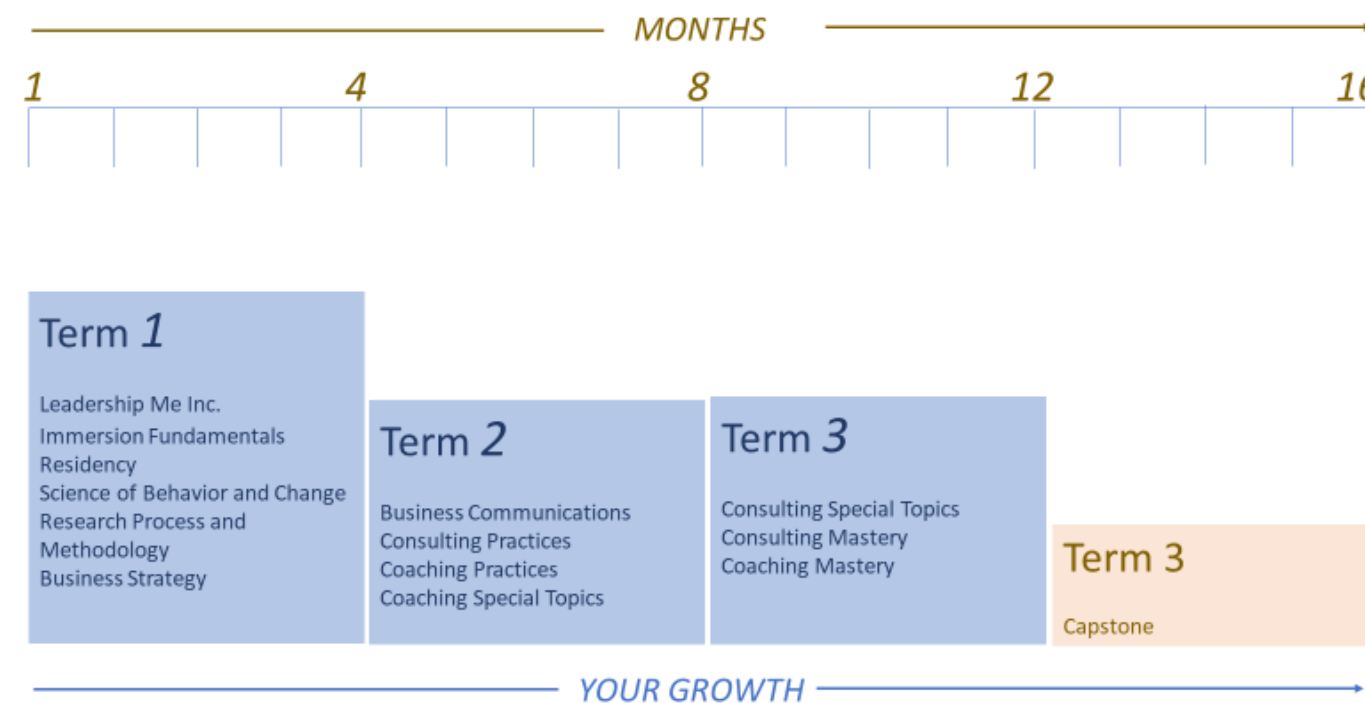 MONTHS
1 4 8 12
Term 1
Leadership Me Inc.
Immersion Fundamentals
Residency
Science of Behavior and Change
Research Process and
Methodology
Business Strategy
Term 2
Business Communications
Consulting Practices
Coaching Practices
Coaching Special Topics
Term 3
Consulting Special Topics
Consulting Mastery
Coaching Mastery
Term 3
Capstone
YOUR GROWTH